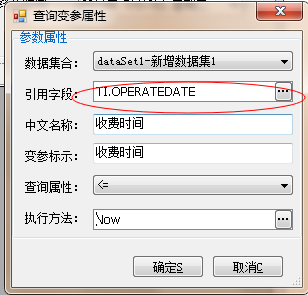 查询变参属性
参数属性
数据集合: dataSet1-新增数据集1
引用字段: TI.OPERATEDATE ...
中文名称: 收费时间
变参标示: 收费时间
查询属性: <=
执行方法: Now ...
确定S 取消C